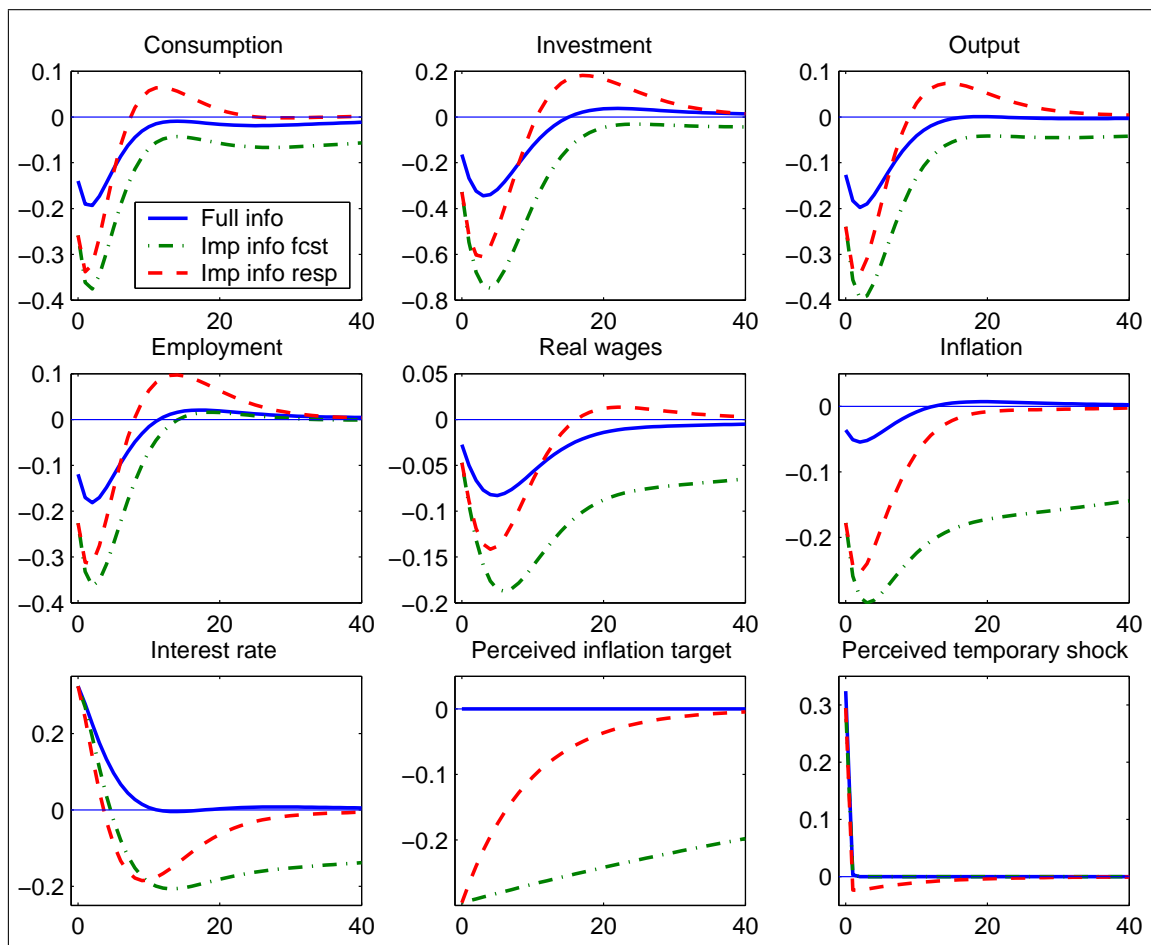 Consumption
0.1
0
−0.1
−0.2
−0.3
−0.4
0 20 40
Full info
Imp info fcst
Imp info resp
Investment
0.2
0
−0.2
−0.4
−0.6
−0.8
0 20 40
Output
0.1
0
−0.1
−0.2
−0.3
−0.4
0 20 40
Employment
0.1
0
−0.1
−0.2
−0.3
−0.4
0 20 40
Real wages
0.05
0
−0.05
−0.1
−0.15
−0.2
0 20 40
Inflation
0
−0.1
−0.2
0 20 40
Interest rate
0.2
0
−0.2
0 20 40
Perceived inflation target
0
−0.1
−0.2
0 20 40
Perceived temporary shock
0.3
0.2
0.1
0
0 20 40